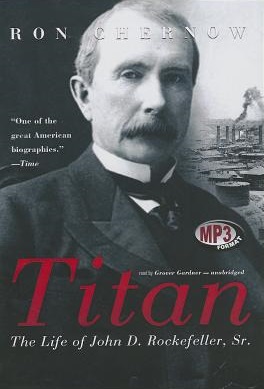 RON CHERNOW
"One of the
great American
biographies."
—Time
MP3
FORMAT
read by Grover Gardner — unabridged
Titan
The Life of John D. Rockefeller, Sr.